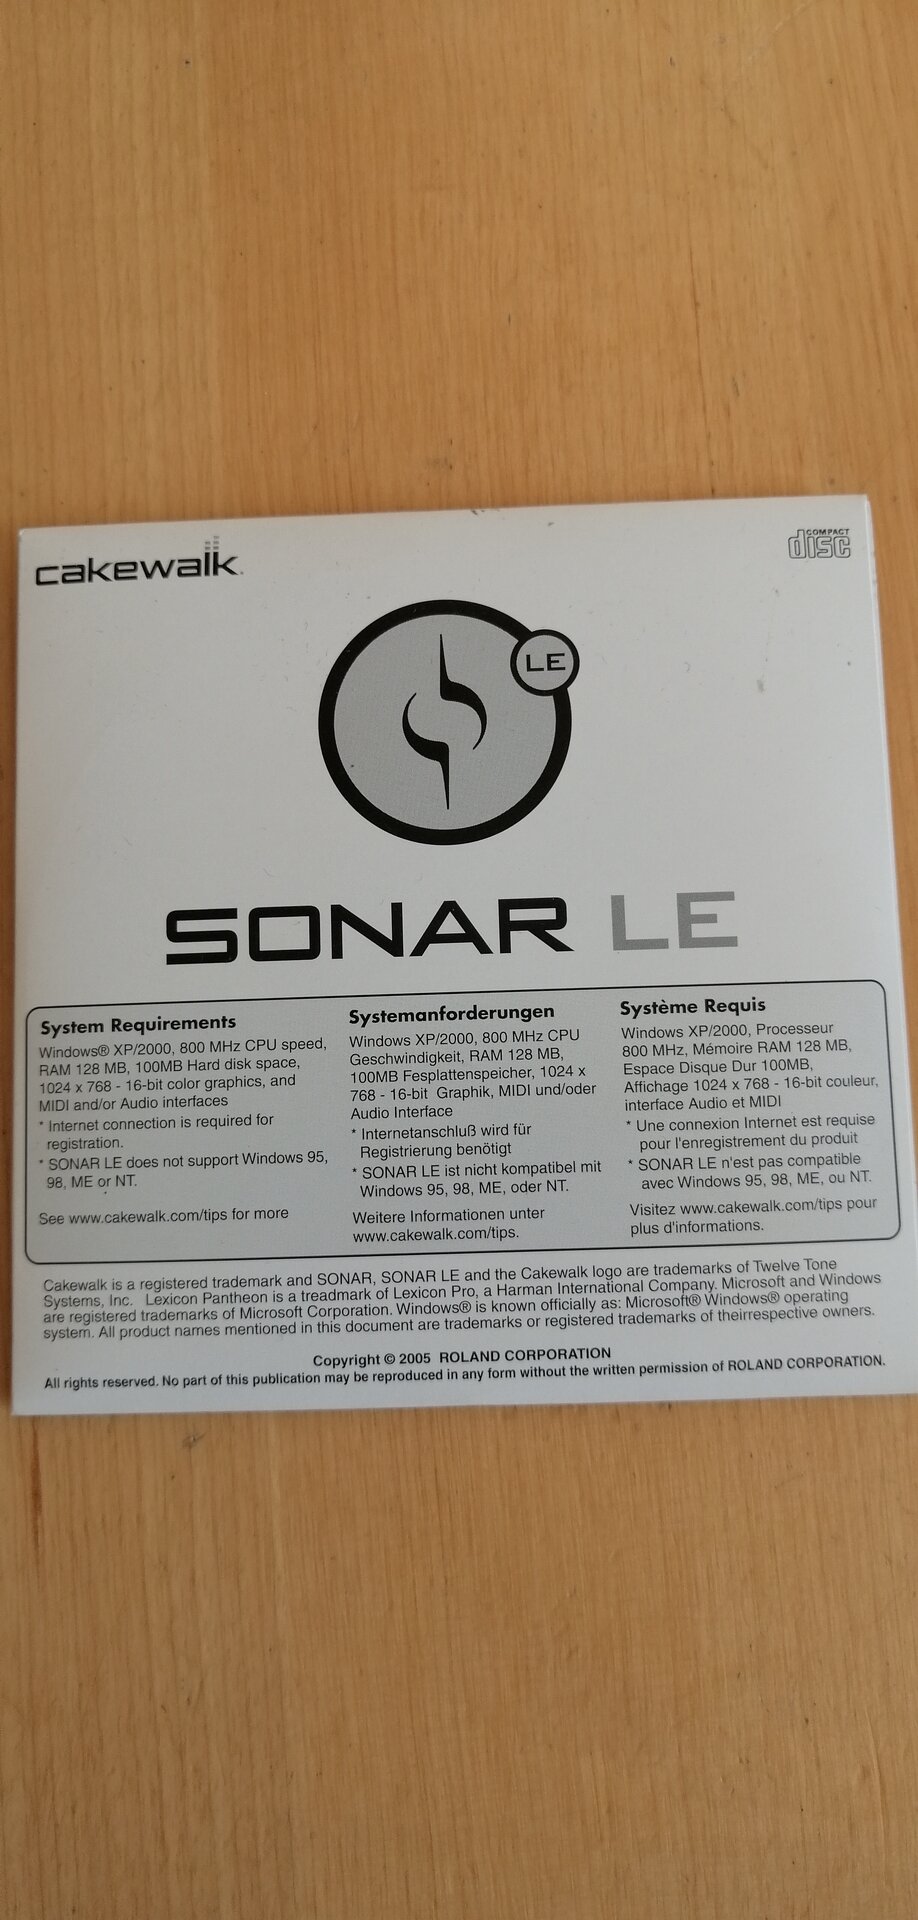 cakewalk
COMPACT
disc
LE
SONAR LE
System Requirements
Windows® XP/2000, 800 MHz CPU speed,
RAM 128 MB, 100MB Hard disk space,
1024 x 768 - 16-bit color graphics, and
MIDI and/or Audio interfaces
* Internet connection is required for
registration.
* SONAR LE does not support Windows 95,
98, ME or NT.
See www.cakewalk.com/tips for more
Systemanforderungen
Windows XP/2000, 800 MHz CPU
Geschwindigkeit, RAM 128 MB,
100MB Fesplattenspeicher, 1024 x
768 - 16-bit Graphik, MIDI und/oder
Audio Interface
* Internetanschluß wird für
Registrierung benötigt
* SONAR LE ist nicht kompatibel mit
Windows 95, 98, ME, oder NT.
Weitere Informationen unter
www.cakewalk.com/tips.
Système Requis
Windows XP/2000, Processeur
800 MHz, Mémoire RAM 128 MB,
Espace Disque Dur 100MB,
Affichage 1024 x 768 - 16-bit couleur,
interface Audio et MIDI
* Une connexion Internet est requise
pour l'enregistrement du produit
* SONAR LE n'est pas compatible
avec Windows 95, 98, ME, ou NT.
Visitez www.cakewalk.com/tips pour
plus d'informations.
Cakewalk is a registered trademark and SONAR, SONAR LE and the Cakewalk logo are trademarks of Twelve Tone
Systems, Inc. Lexicon Pantheon is a treadmark of Lexicon Pro, a Harman International Company. Microsoft and Windows
are registered trademarks of Microsoft Corporation. Windows® is known officially as: Microsoft® Windows® operating
system. All product names mentioned in this document are trademarks or registered trademarks of theirrespective owners.
Copyright © 2005 ROLAND CORPORATION
All rights reserved. No part of this publication may be reproduced in any form without the written permission of ROLAND CORPORATION.